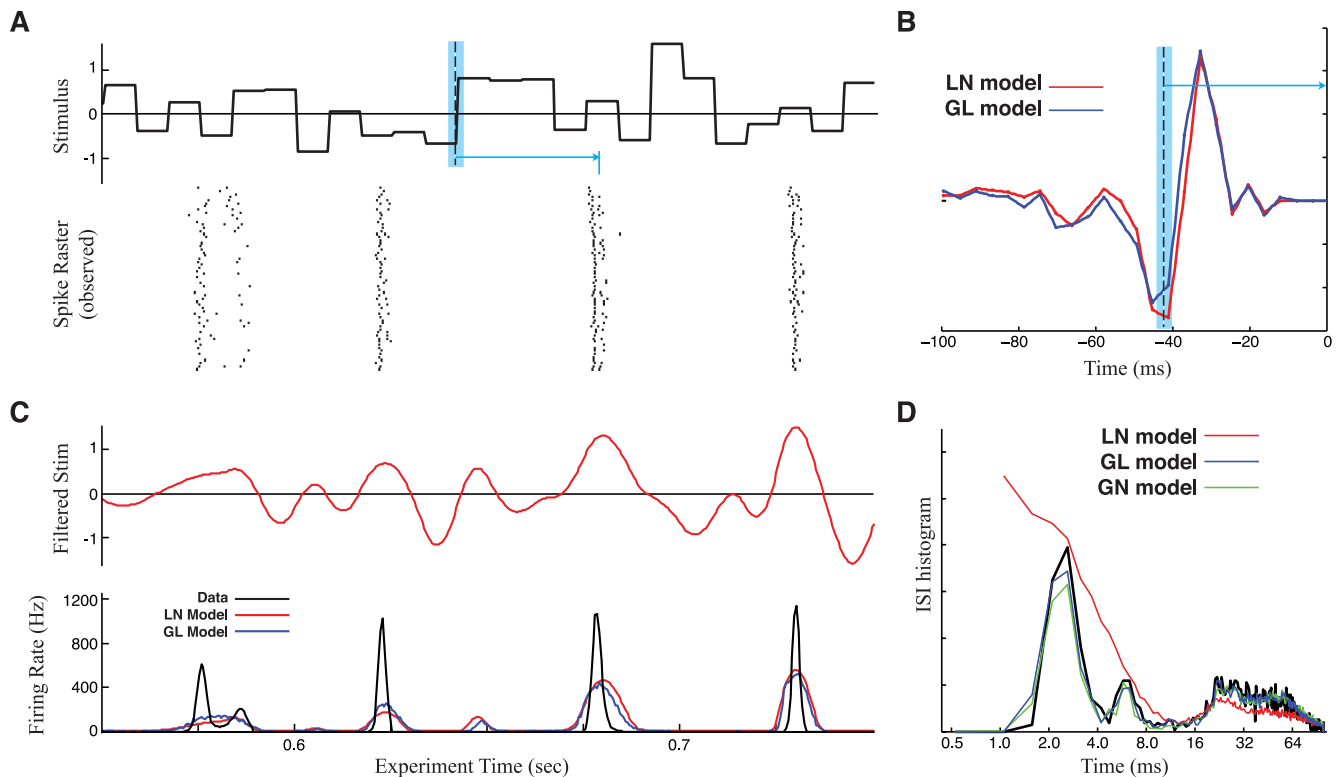 A
Stimulus
1
0
-1
Spike Raster
(observed)
B
LN model
GL model
−100
−80
−60
−40
−20
0
Time (ms)
C
Filtered Stim
1
0
-1
Firing Rate (Hz)
1200
800
400
0
Data
LN Model
GL Model
0.6
0.7
Experiment Time (sec)
D
LN model
GL model
GN model
ISI histogram
0.5
1.0
2.0
4.0
8.0
16
32
64
Time (ms)